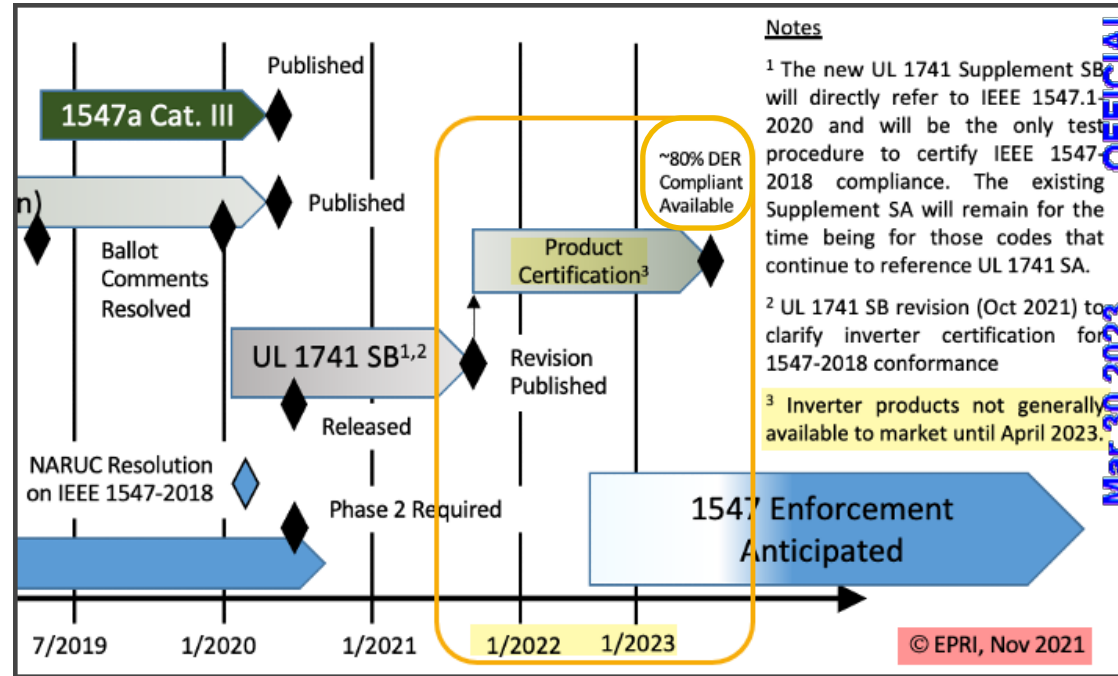 Published
1547a Cat. III
n)
Published
Ballot
Comments
Resolved
~80% DER
Compliant
Available
Product
Certification³
UL 1741 SB¹,²
Revision
Published
Released
NARUC Resolution
on IEEE 1547-2018
Phase 2 Required
1547 Enforcement
Anticipated
7/2019
1/2020
1/2021
1/2022
1/2023
Notes
¹ The new UL 1741 Supplement SB
will directly refer to IEEE 1547.1-
2020 and will be the only test
procedure to certify IEEE 1547-
2018 compliance. The existing
Supplement SA will remain for the
time being for those codes that
continue to reference UL 1741 SA.
² UL 1741 SB revision (Oct 2021) to
clarify inverter certification for
1547-2018 conformance
³ Inverter products not generally
available to market until April 2023.
© EPRI, Nov 2021
Mar 30 2023 OFFICIAL